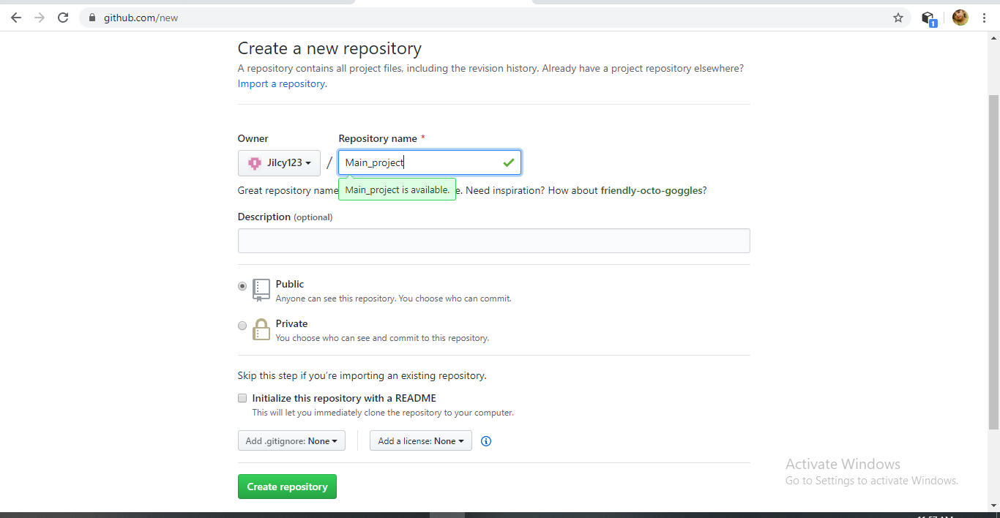 github.com/new
1
Create a new repository
A repository contains all project files, including the revision history. Already have a project repository elsewhere?
Import a repository.
Owner
Repository name *
Jilcy123 / Main_project
Great repository name
Main_project is available.
e. Need inspiration? How about friendly-octo-goggles?
Description (optional)
Public
Anyone can see this repository. You choose who can commit.
Private
You choose who can see and commit to this repository.
Skip this step if you're importing an existing repository.
Initialize this repository with a README
This will let you immediately clone the repository to your computer.
Add .gitignore: None
Add a license: None
Create repository
Activate Windows
Go to Settings to activate Windows.